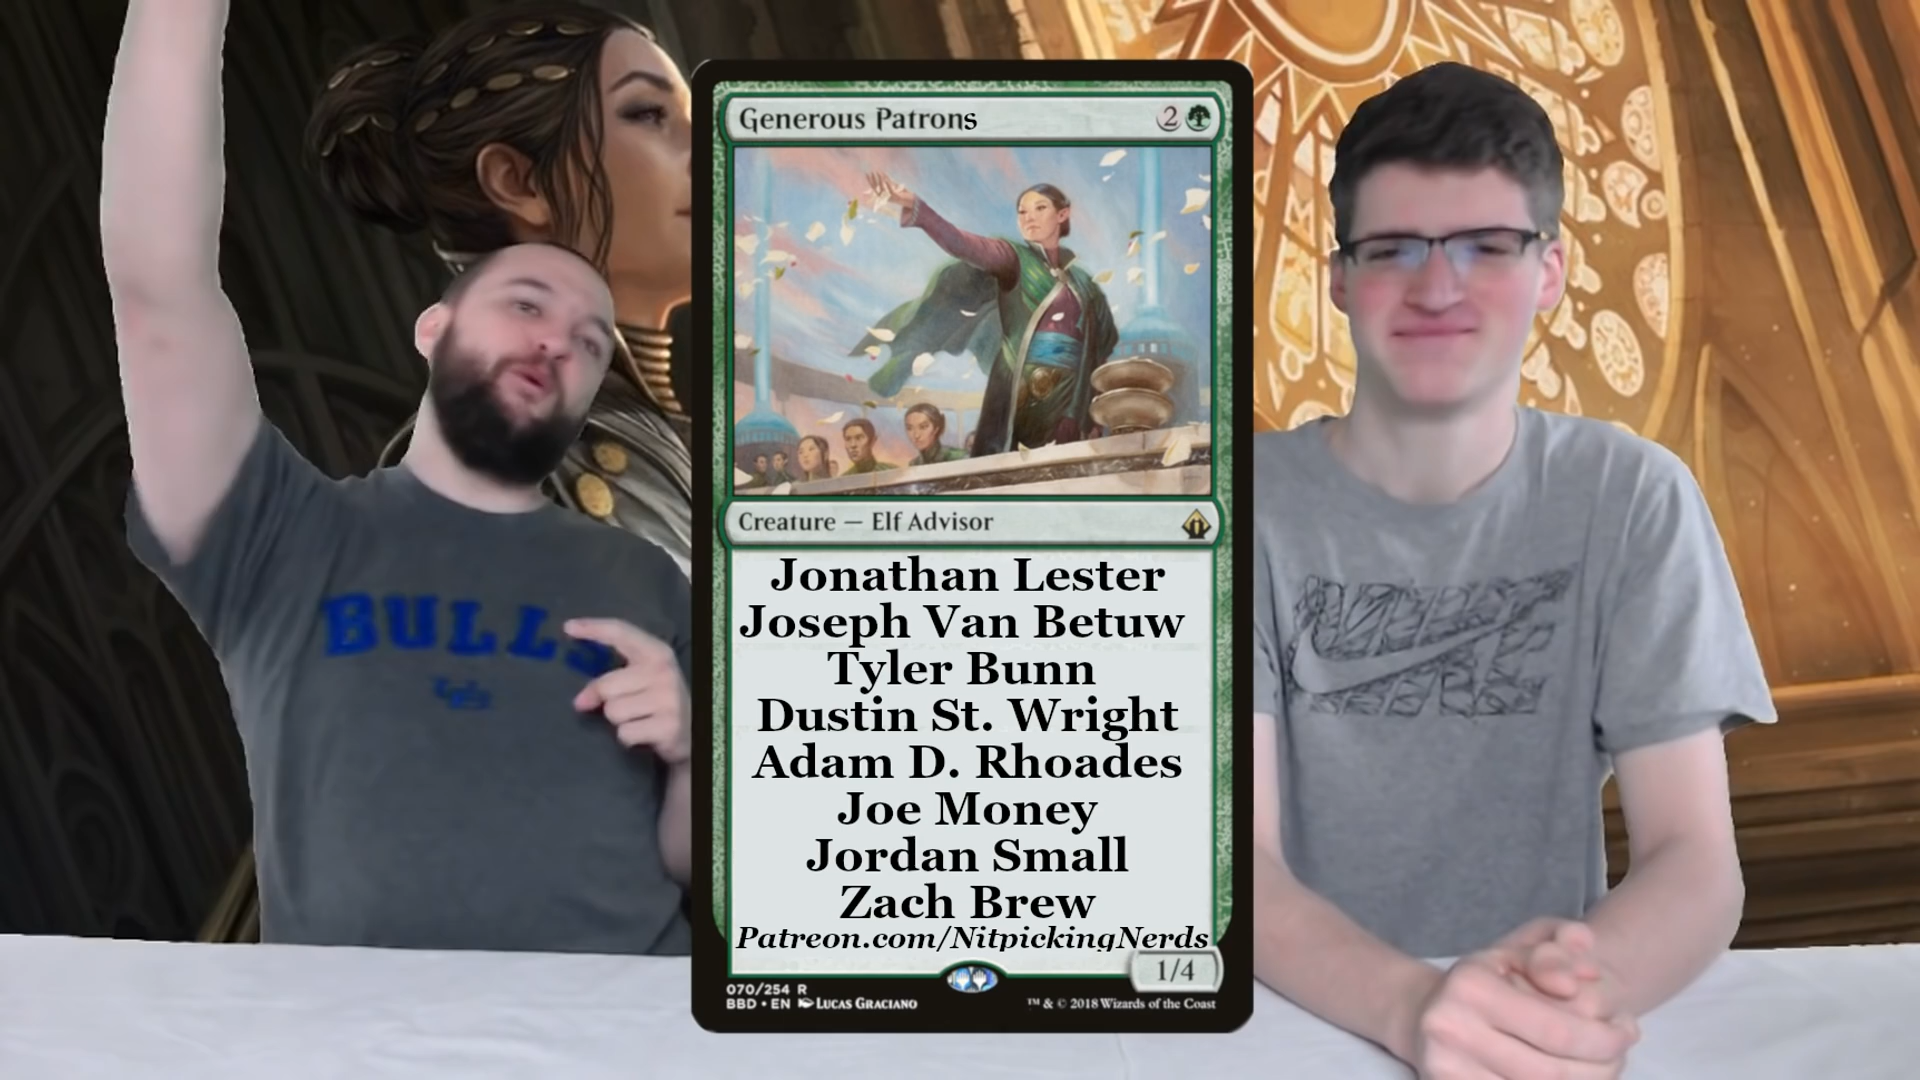 Generous Patrons 2
Creature — Elf Advisor
Jonathan Lester
Joseph Van Betuw
Tyler Bunn
Dustin St. Wright
Adam D. Rhoades
Joe Money
Jordan Small
Zach Brew
Patreon.com/NitpickingNerds
1/4
070/254 R
BBD • EN LUCAS GRACIANO
™ & © 2018 Wizards of the Coast
BULLS
UB
NIKE